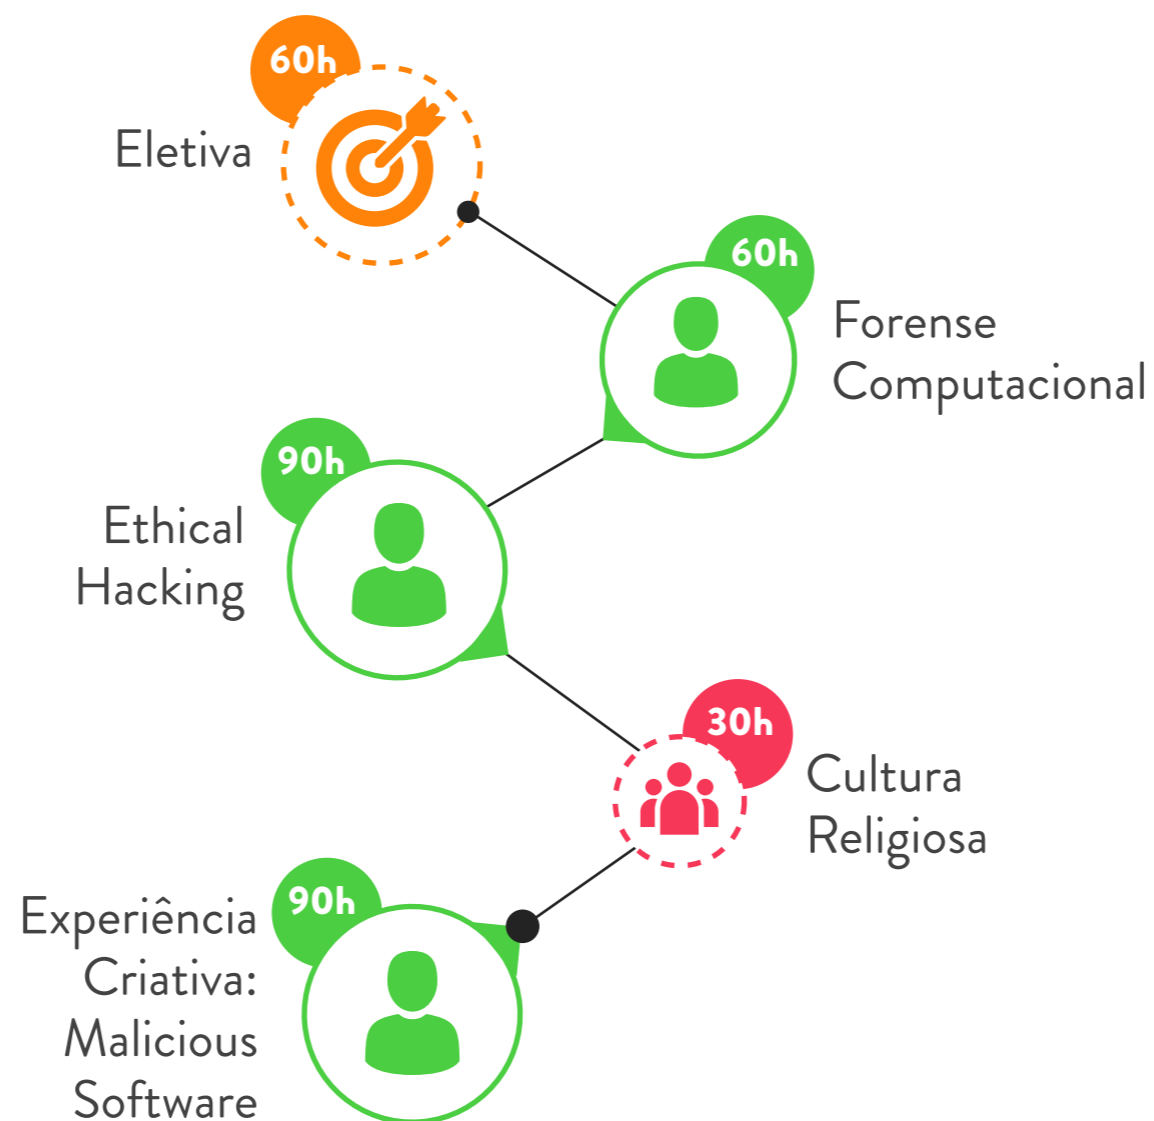 60h
Eletiva
60h
Forense
Computacional
90h
Ethical
Hacking
30h
Cultura
Religiosa
90h
Experiência
Criativa:
Malicious
Software